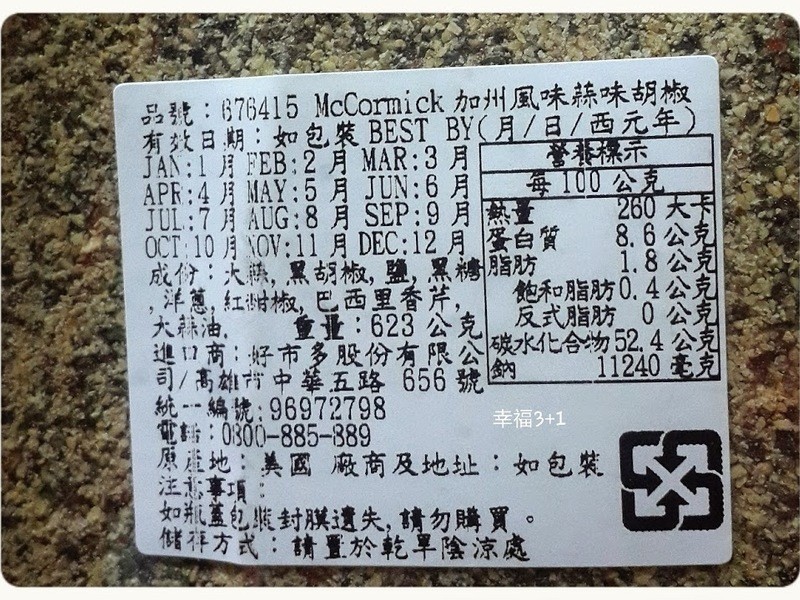 品號：676415 McCormick 加州風味蒜味胡椒
有效日期：如包裝 BEST BY(月/日/西元年)
JAN:1 月 FEB:2 月 MAR:3 月
APR:4 月 MAY:5 月 JUN:6 月
JUL:7 月 AUG:8 月 SEP:9 月
OCT:10 月 NOV:11 月 DEC:12 月
成份：大蒜, 黑胡椒, 鹽, 黑糖
, 洋蔥, 紅甜椒, 巴西里香芹,
大蒜油. 重量：623 公克
進口商：好市多股份有限公
司/高雄市中華五路 656 號
統一編號:96972798
電話:0800-885-889
原產地：美國 廠商及地址：如包裝
注意事項：
如瓶蓋包裝封膜遺失, 請勿購買。
儲存方式：請置於乾旱陰涼處
營養標示
每 100 公克
熱量 260 大卡
蛋白質 8.6 公克
脂肪 1.8 公克
飽和脂肪 0.4 公克
反式脂肪 0 公克
碳水化合物 52.4 公克
鈉 11240 毫克
幸福3+1